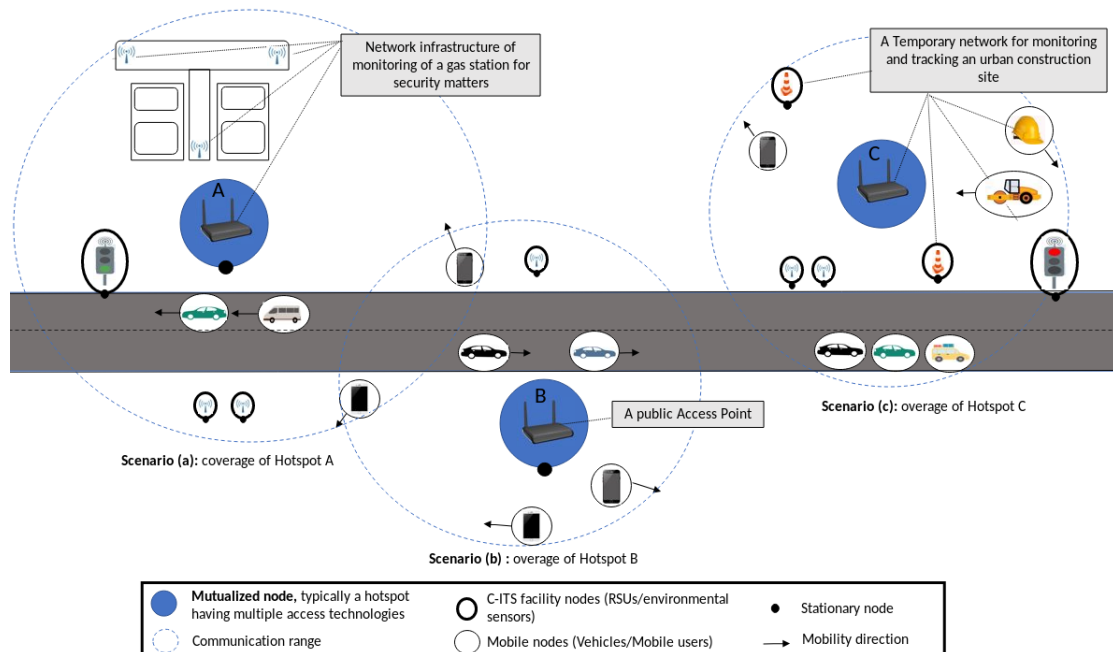 Network infrastructure of
monitoring of a gas station for
security matters
A Temporary network for monitoring
and tracking an urban construction
site
A
C
B
A public Access Point
Scenario (a): coverage of Hotspot A
Scenario (c): overage of Hotspot C
Scenario (b) : overage of Hotspot B
Mutualized node, typically a hotspot
having multiple access technologies
Communication range
C-ITS facility nodes (RSUs/environmental
sensors)
Mobile nodes (Vehicles/Mobile users)
Stationary node
Mobility direction